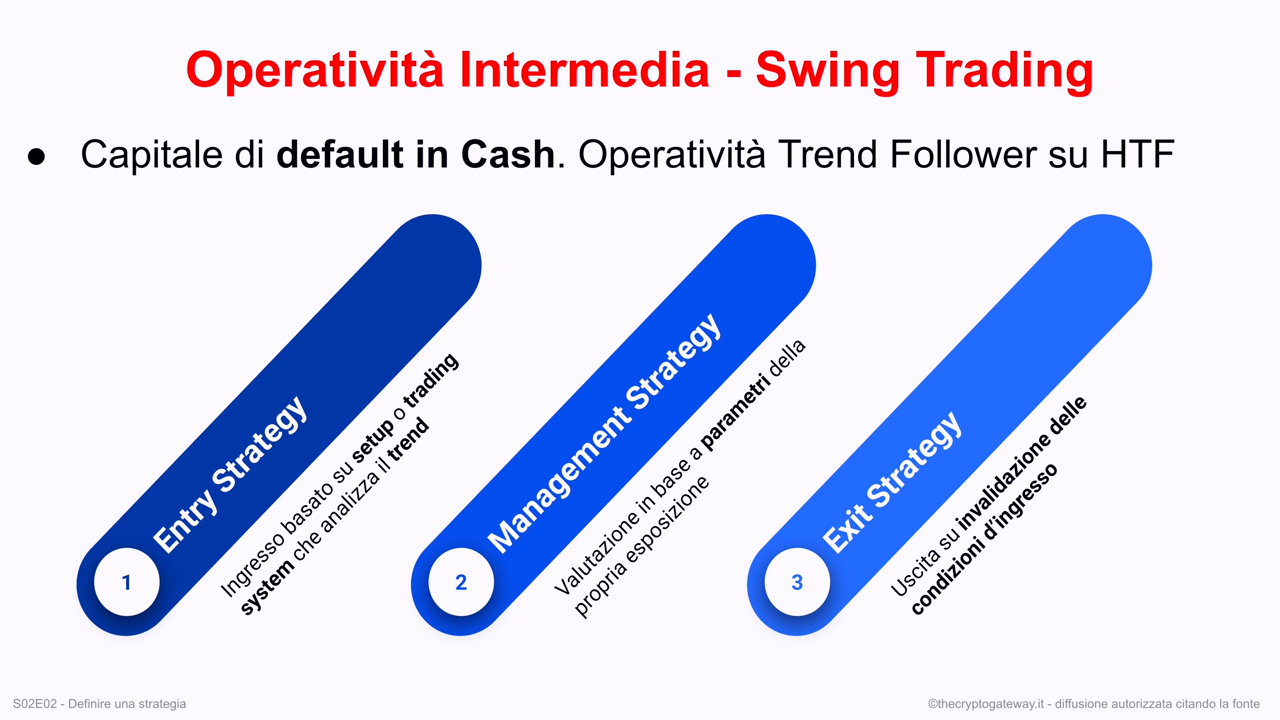 Operatività Intermedia - Swing Trading
● Capitale di default in Cash. Operatività Trend Follower su HTF
1
Entry Strategy
Ingresso basato su setup o trading
system che analizza il trend
2
Management Strategy
Valutazione in base a parametri della
propria esposizione
3
Exit Strategy
Uscita su invalidazione delle
condizioni d'ingresso
S02E02 - Definire una strategia
©thecryptogateway.it - diffusione autorizzata citando la fonte